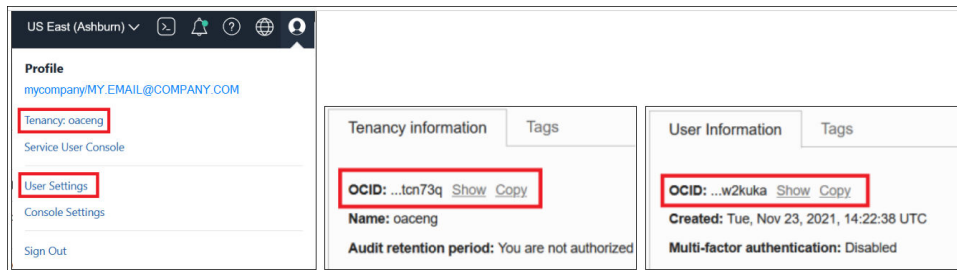 US East (Ashburn)
Profile
mycompany/MY.EMAIL@COMPANY.COM
Tenancy: oaceng
Service User Console
User Settings
Console Settings
Sign Out
Tenancy information Tags
OCID: ...tcn73q Show Copy
Name: oaceng
Audit retention period: You are not authorized
User Information Tags
OCID: ...w2kuka Show Copy
Created: Tue, Nov 23, 2021, 14:22:38 UTC
Multi-factor authentication: Disabled